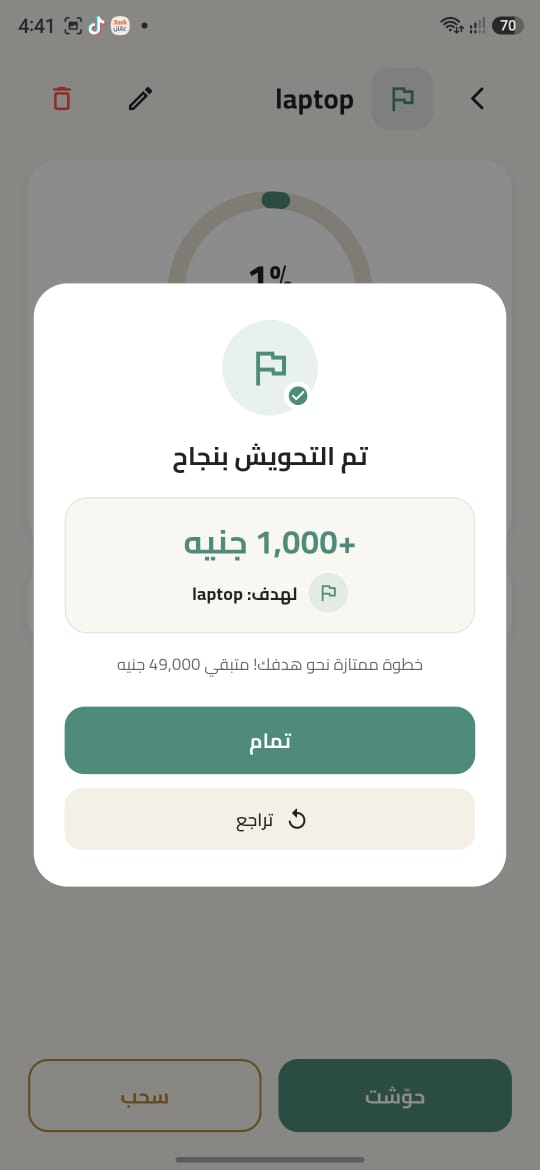 4:41
70
laptop
1%
تم التحويش بنجاح
+1,000 جنيه
لهدف: laptop
خطوة ممتازة نحو هدفك! متبقي 49,000 جنيه
تمام
تراجع
حوّشت
سحب